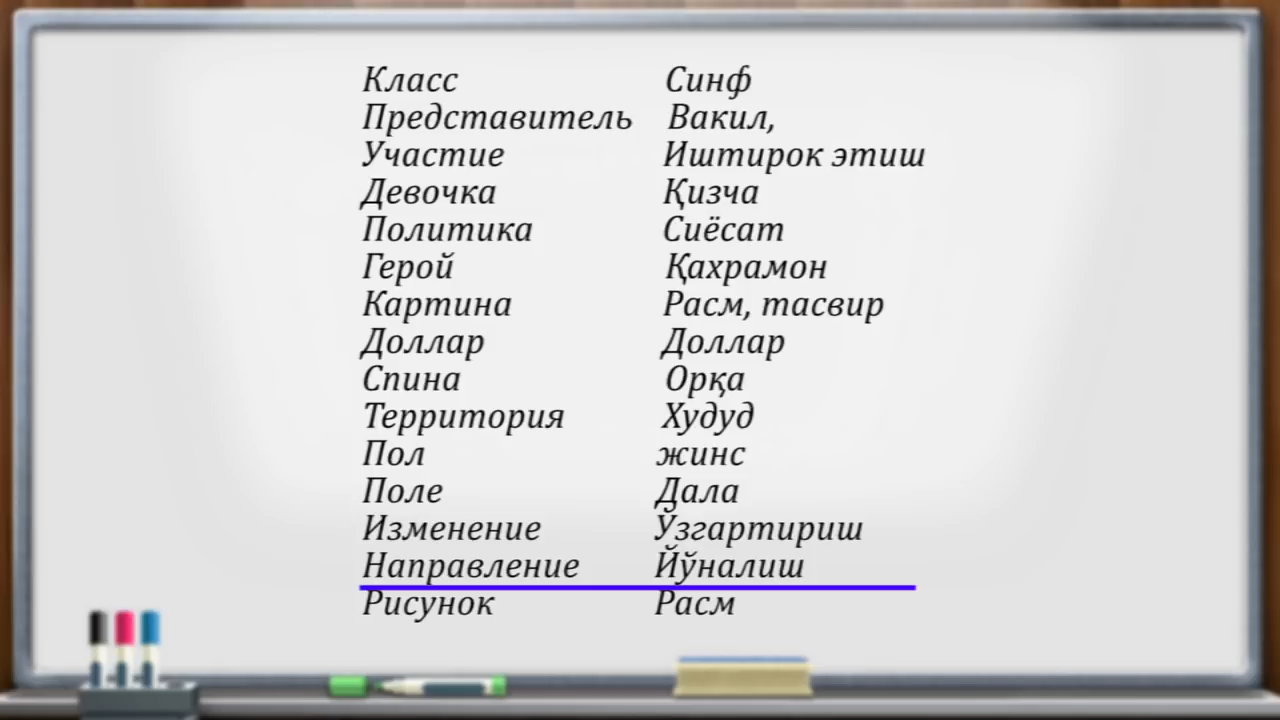 Класс Синф
Представитель Вакил,
Участие Иштирок этиш
Девочка Қизча
Политика Сиёсат
Герой Қахрамон
Картина Расм, тасвир
Доллар Доллар
Спина Орқа
Территория Худуд
Пол жинс
Поле Дала
Изменение Ўзгартириш
Направление Йўналиш
Рисунок Расм